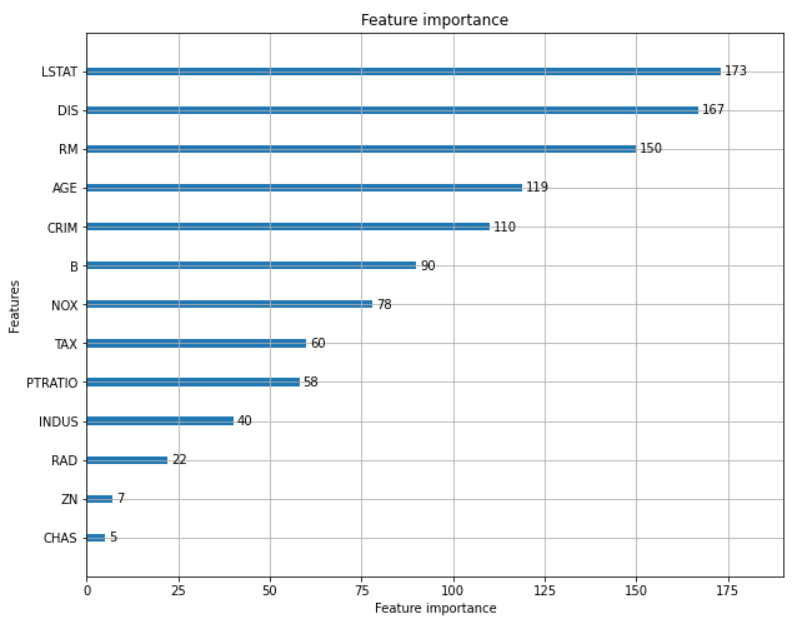 Feature importance
LSTAT 173
DIS 167
RM 150
AGE 119
CRIM 110
B 90
NOX 78
TAX 60
PTRATIO 58
INDUS 40
RAD 22
ZN 7
CHAS 5
Features
0 25 50 75 100 125 150 175
Feature importance